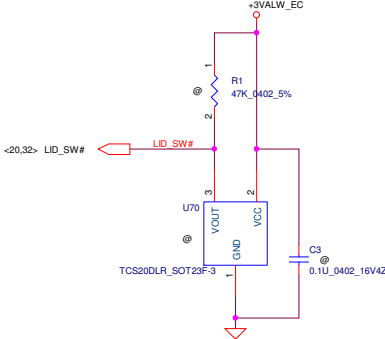 +3VALW_EC
1
R1
@
47K_0402_5%
2
<20,32> LID_SW#
LID_SW#
3
2
U70
VOUT
VCC
@
GND
C3
@
TCS20DLR_SOT23F-3
1
0.1U_0402_16V4Z